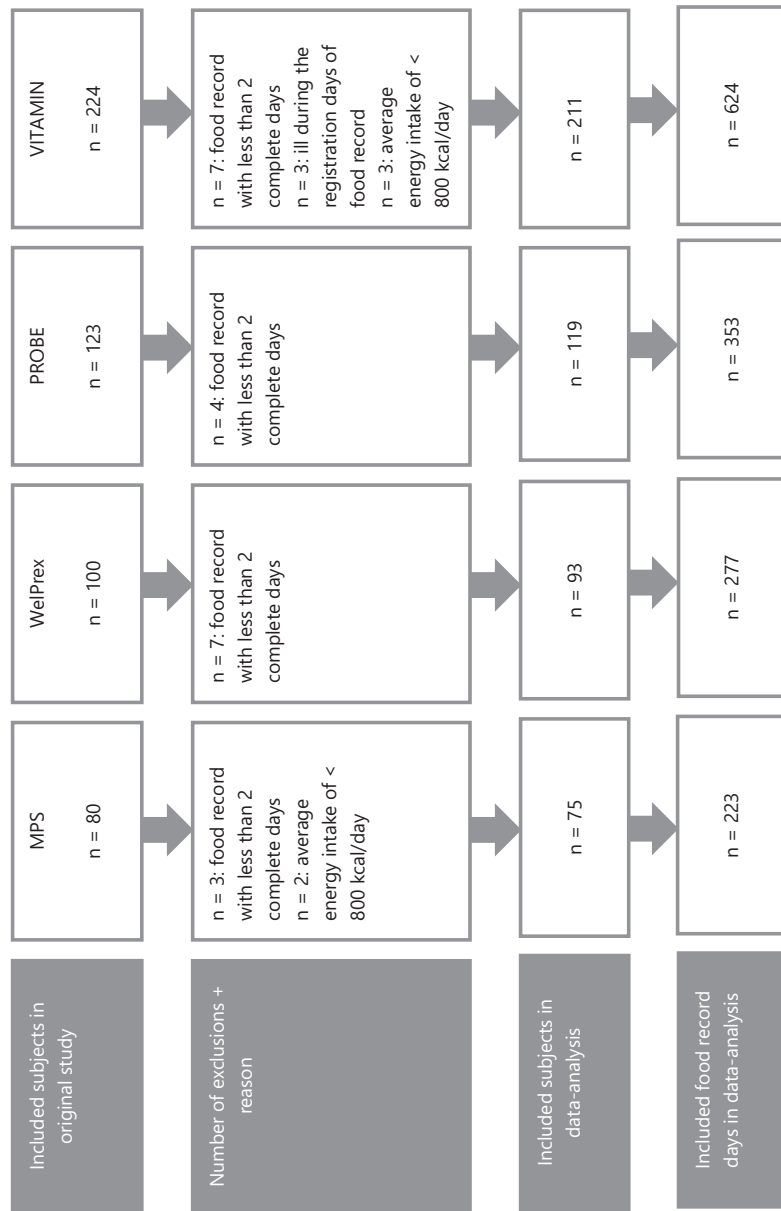 Included subjects in
original study
MPS
n = 80
WelPrex
n = 100
PROBE
n = 123
VITAMIN
n = 224
Number of exclusions +
reason
n = 3: food record
with less than 2
complete days
n = 2: average
energy intake of <
800 kcal/day
n = 7: food record
with less than 2
complete days
n = 4: food record
with less than 2
complete days
n = 7: food record
with less than 2
complete days
n = 3: ill during the
registration days of
food record
n = 3: average
energy intake of <
800 kcal/day
Included subjects in
data-analysis
n = 75
n = 93
n = 119
n = 211
Included food record
days in data-analysis
n = 223
n = 277
n = 353
n = 624